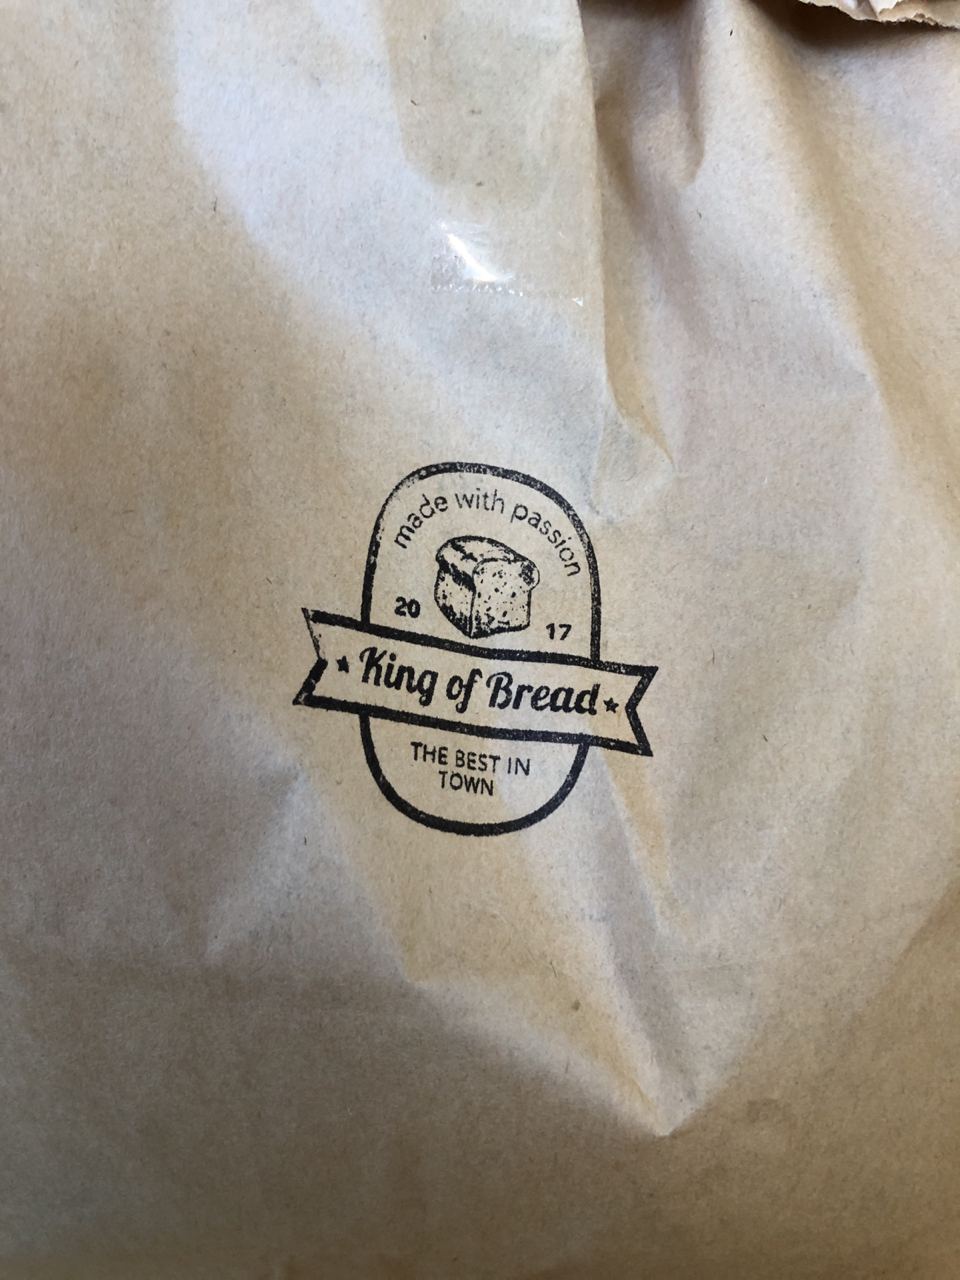 made with passion
20 17
King of Bread
THE BEST IN
TOWN